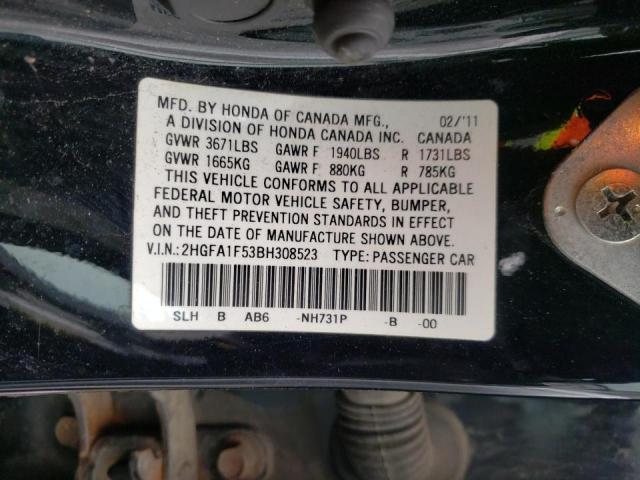 MFD. BY HONDA OF CANADA MFG., 02/'11
A DIVISION OF HONDA CANADA INC. CANADA
GVWR 3671LBS GAWR F 1940LBS R 1731LBS
GVWR 1665KG GAWR F 880KG R 785KG
THIS VEHICLE CONFORMS TO ALL APPLICABLE
FEDERAL MOTOR VEHICLE SAFETY, BUMPER,
AND THEFT PREVENTION STANDARDS IN EFFECT
ON THE DATE OF MANUFACTURE SHOWN ABOVE.
V.I.N.: 2HGFA1F53BH308523 TYPE: PASSENGER CAR
SLH B AB6 -NH731P -B -00